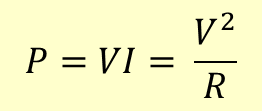 P = VI = V²/R